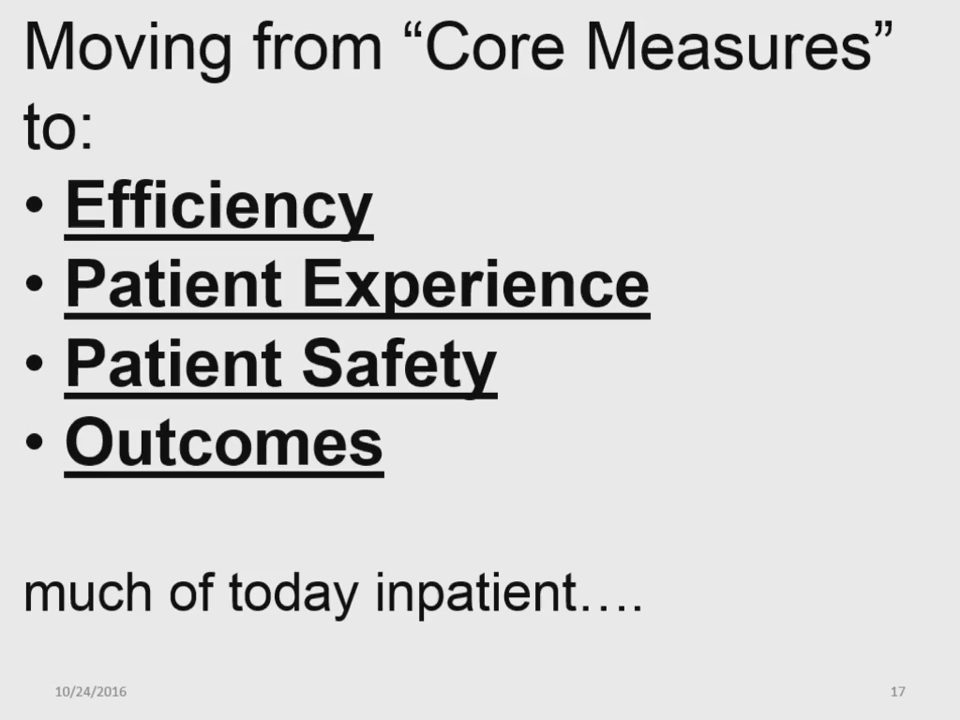 Moving from “Core Measures”
to:
• Efficiency
• Patient Experience
• Patient Safety
• Outcomes
much of today inpatient….
10/24/2016 17